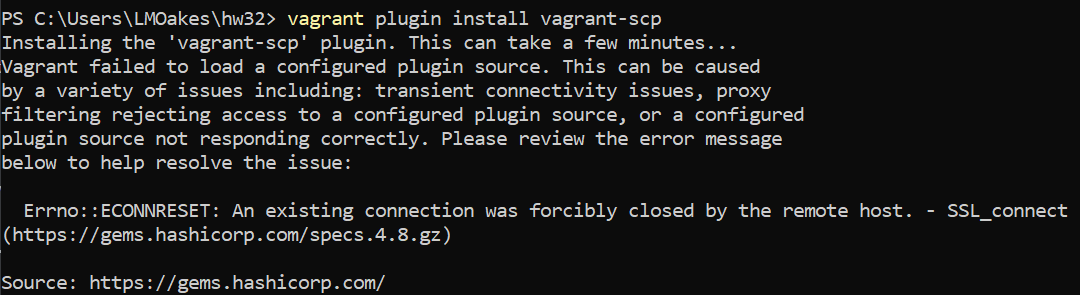 PS C:\Users\LMOakes\hw32> vagrant plugin install vagrant-scp
Installing the 'vagrant-scp' plugin. This can take a few minutes...
Vagrant failed to load a configured plugin source. This can be caused
by a variety of issues including: transient connectivity issues, proxy
filtering rejecting access to a configured plugin source, or a configured
plugin source not responding correctly. Please review the error message
below to help resolve the issue:
Errno::ECONNRESET: An existing connection was forcibly closed by the remote host. - SSL_connect
(https://gems.hashicorp.com/specs.4.8.gz)
Source: https://gems.hashicorp.com/